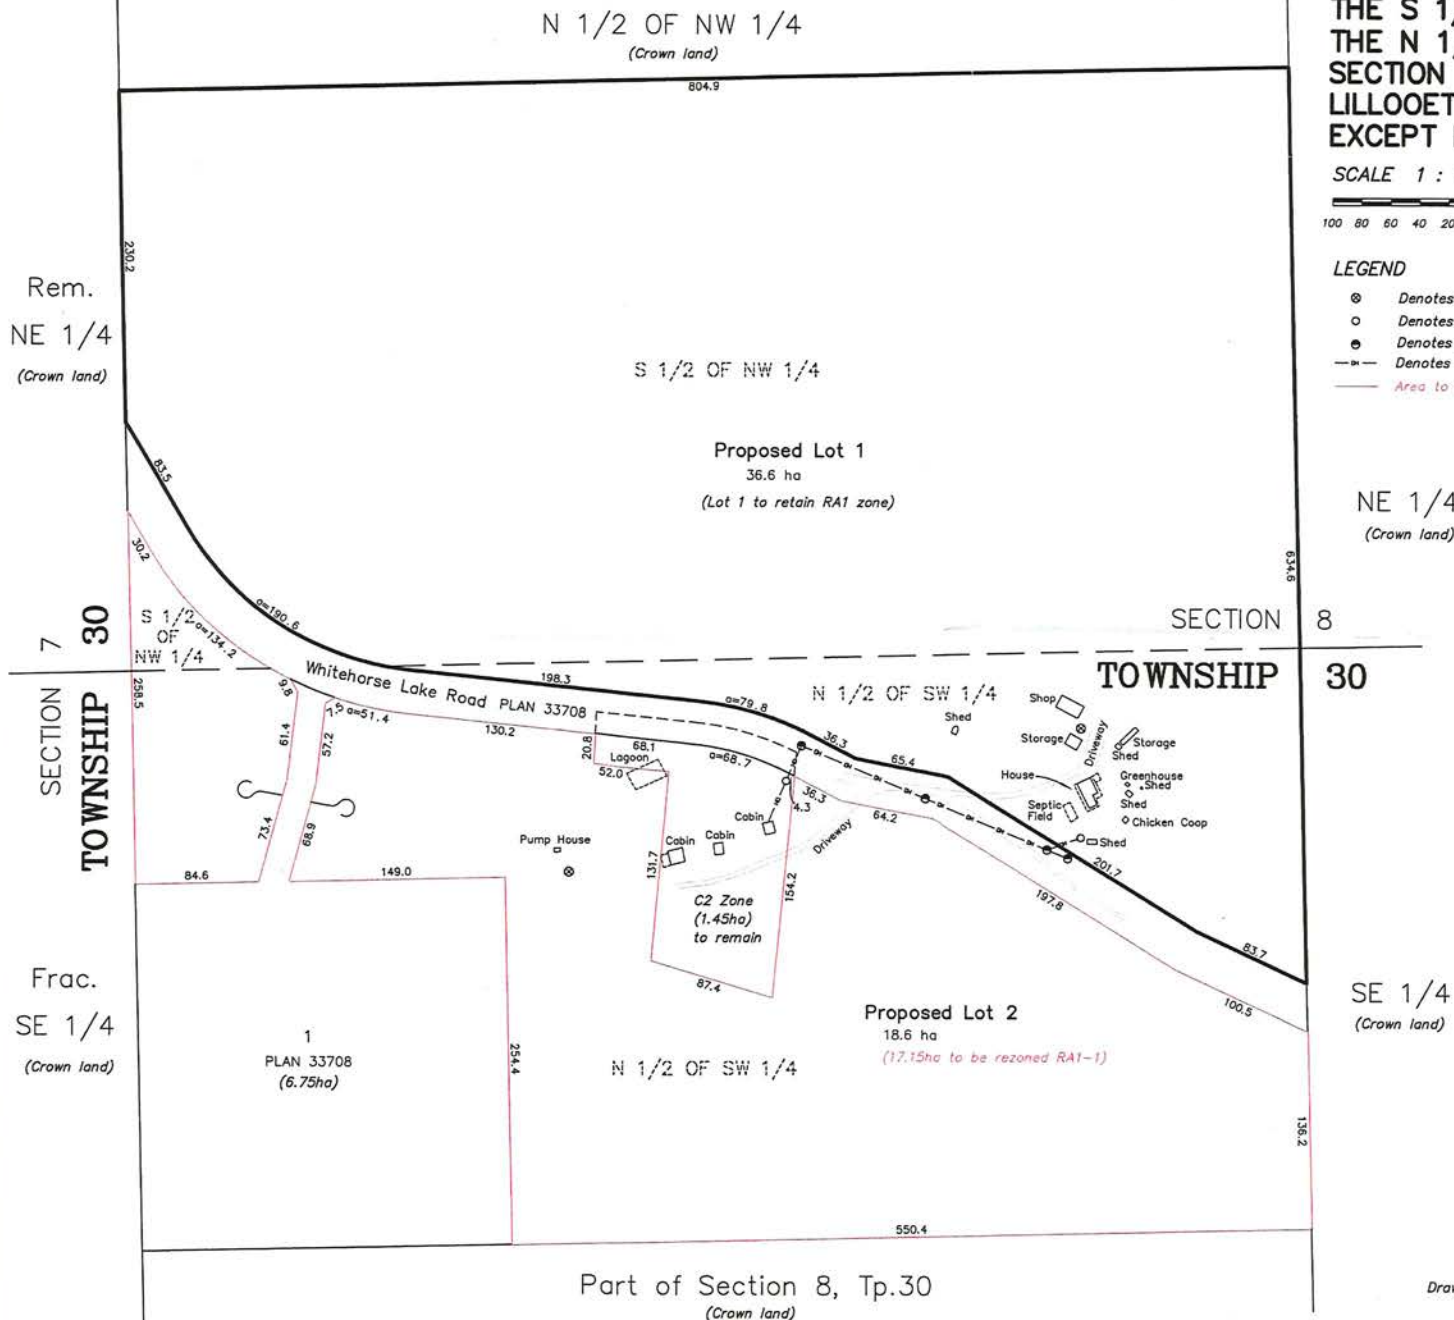 N 1/2 OF NW 1/4
(Crown land)
804.9
THE S 1/
THE N 1/
SECTION
LILLOOET
EXCEPT
SCALE 1 :
100 80 60 40 20
LEGEND
Denotes
Denotes
Denotes
Denotes
Area to
230.2
Rem.
NE 1/4
(Crown land)
S 1/2 OF NW 1/4
Proposed Lot 1
36.6 ha
(Lot 1 to retain RA1 zone)
NE 1/4
(Crown land)
83.5
30.2
634.6
a=190.6
a=134.2
S 1/2
OF
NW 1/4
7
30
SECTION
TOWNSHIP
SECTION 8
TOWNSHIP 30
258.5
Whitehorse Lake Road PLAN 33708
198.3
a=79.8
N 1/2 OF SW 1/4
9.8
a=51.4
61.4
57.2
130.2
20.8
68.1
a=68.7
36.3
65.4
Lagoon
52.0
36.3
4.3
64.2
Shed
Shop
Storage
Driveway
Storage
Shed
House
Greenhouse
Shed
Shed
Septic
Field
Chicken Coop
Shed
73.4
68.9
Pump House
Cabin
Cabin
Cabin
Driveway
131.7
154.2
201.7
197.8
84.6
149.0
C2 Zone
(1.45ha)
to remain
83.7
87.4
100.5
Frac.
SE 1/4
(Crown land)
1
PLAN 33708
(6.75ha)
254.4
N 1/2 OF SW 1/4
Proposed Lot 2
18.6 ha
(17.15ha to be rezoned RA1-1)
SE 1/4
(Crown land)
136.2
550.4
Part of Section 8, Tp.30
(Crown land)